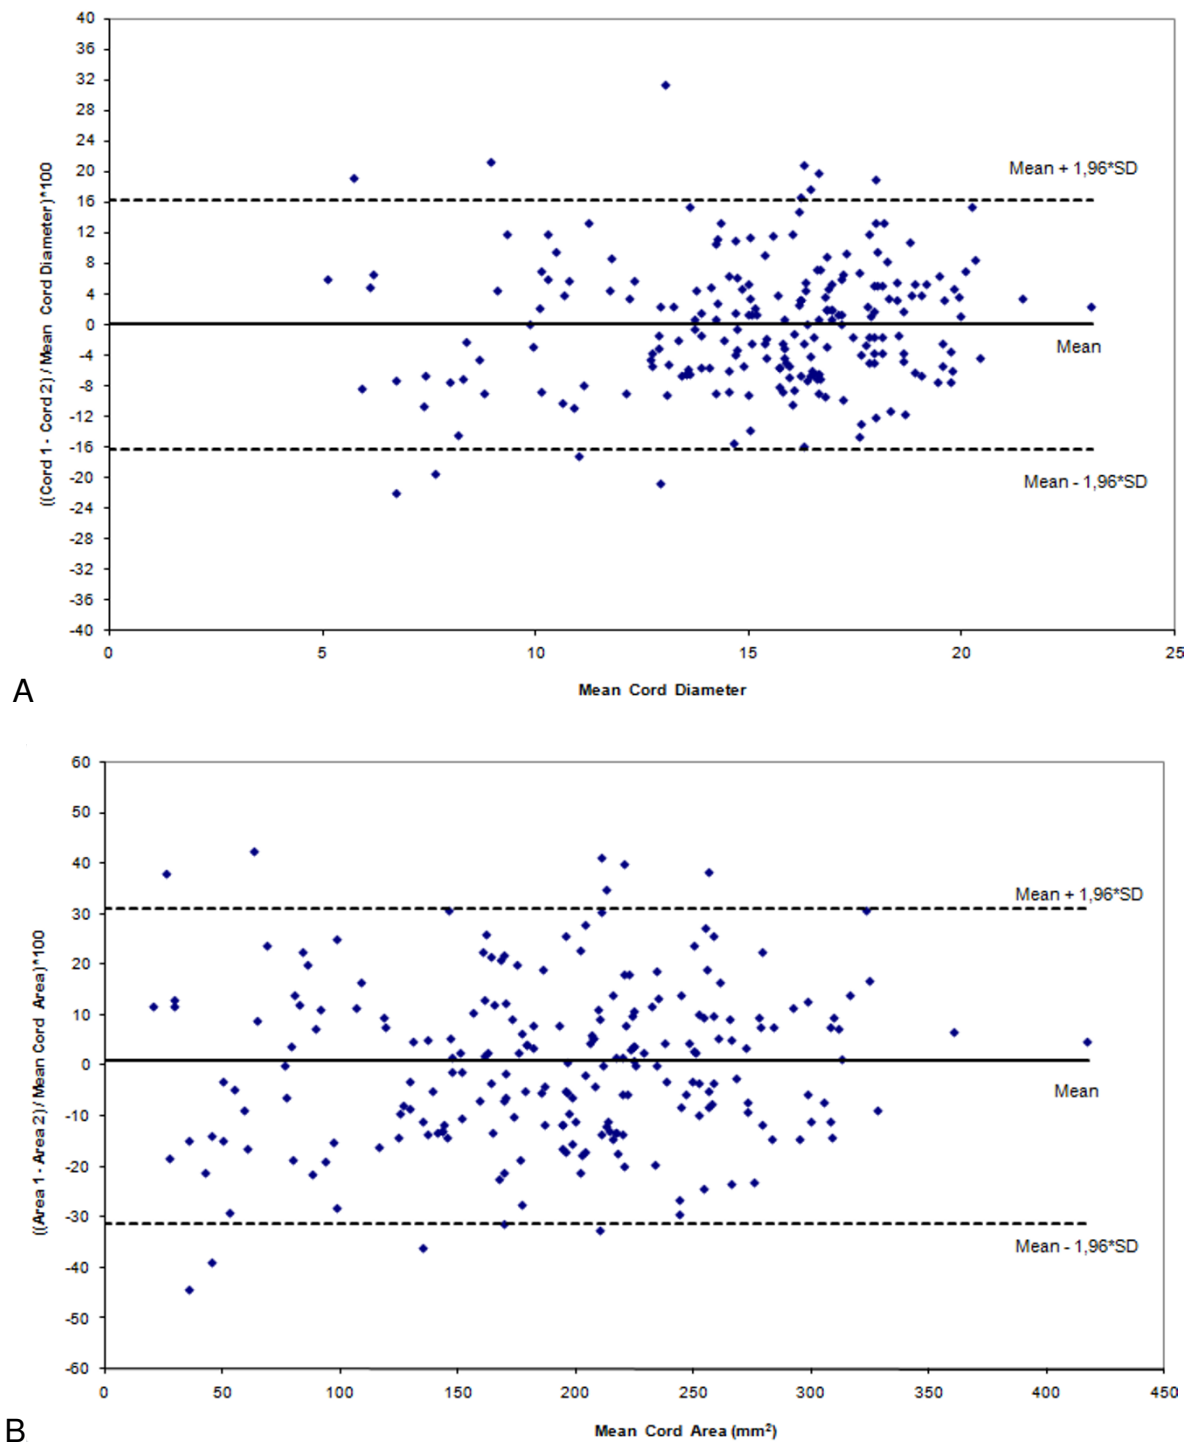 40
36
32
28
24
20
16
12
8
4
0
-4
-8
-12
-16
-20
-24
-28
-32
-36
-40
((Cord 1 - Cord 2) / Mean Cord Diameter)*100
Mean + 1,96*SD
Mean
Mean - 1,96*SD
0 5 10 15 20 25
Mean Cord Diameter
A
60
50
40
30
20
10
0
-10
-20
-30
-40
-50
-60
((Area 1 - Area 2) / Mean Cord Area)*100
Mean + 1,96*SD
Mean
Mean - 1,96*SD
0 50 100 150 200 250 300 350 400 450
Mean Cord Area (mm²)
B